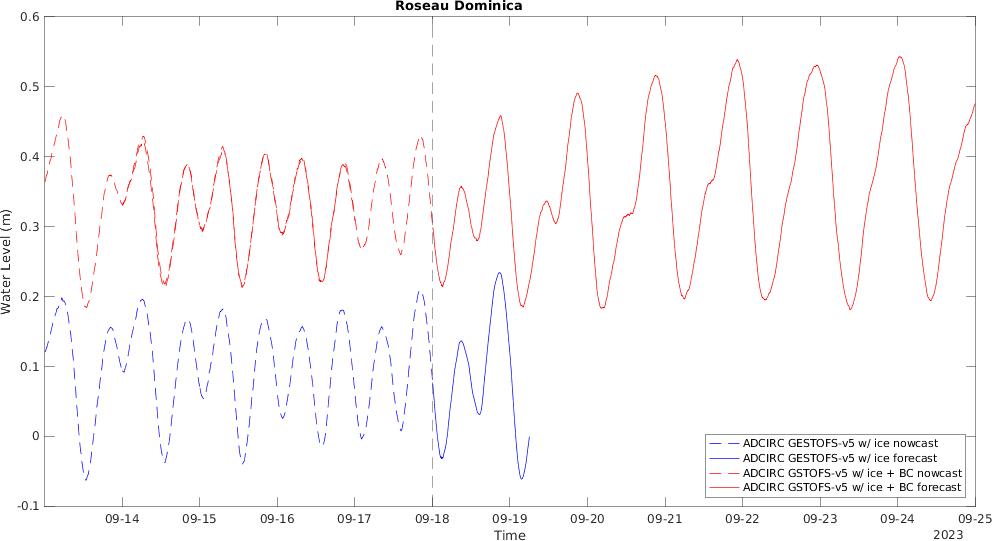 Roseau Dominica
0.6
0.5
0.4
0.3
0.2
0.1
0
-0.1
Water Level (m)
ADCIRC GESTOFS-v5 w/ ice nowcast
ADCIRC GESTOFS-v5 w/ ice forecast
ADCIRC GSTOFS-v5 w/ ice + BC nowcast
ADCIRC GSTOFS-v5 w/ ice + BC forecast
09-14 09-15 09-16 09-17 09-18 09-19 09-20 09-21 09-22 09-23 09-24 09-25
Time
2023